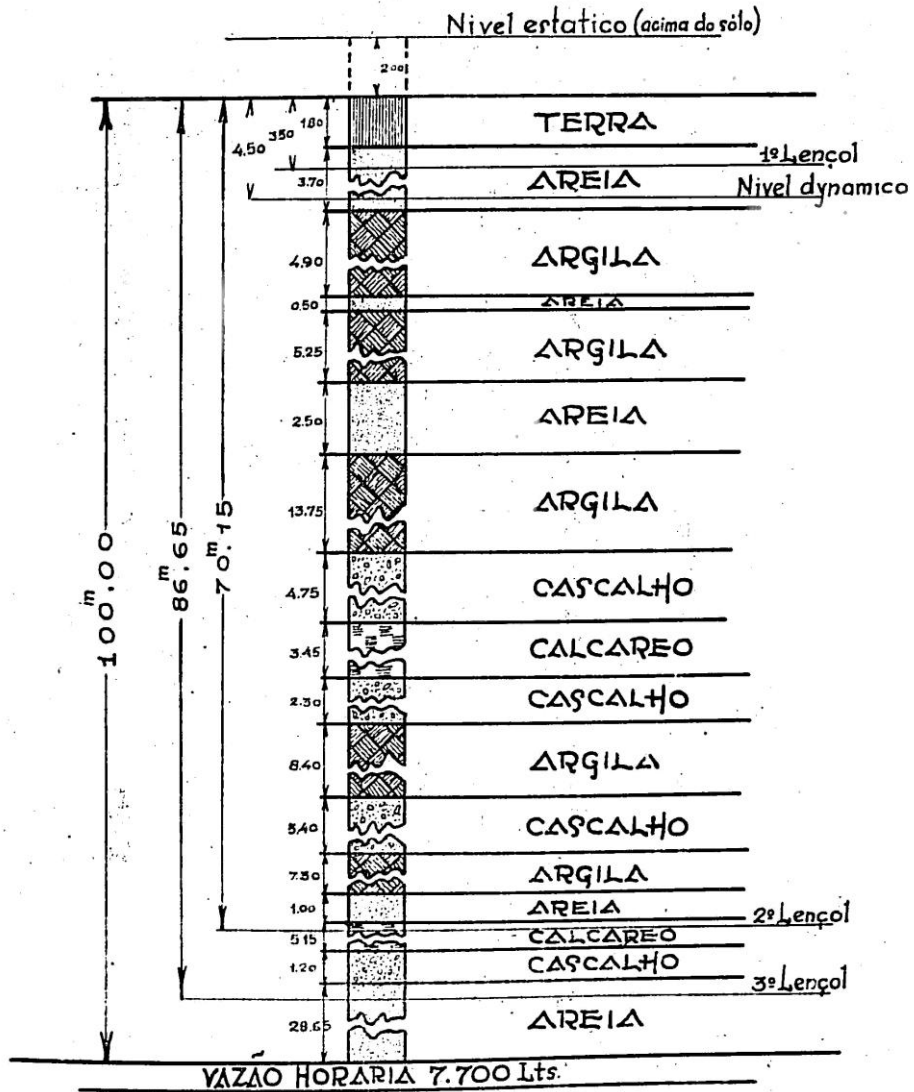 Nivel estatico (acima do sólo)
2.00
TERRA
1.80
3.50
4.50
1º Lençol
3.70
AREIA
Nivel dynamico
4.90
ARGILA
0.50
AREIA
5.25
ARGILA
2.50
AREIA
13.75
ARGILA
100.00 m
86.65 m
70.15 m
4.75
CASCALHO
3.45
CALCAREO
2.30
CASCALHO
8.40
ARGILA
5.40
CASCALHO
7.30
ARGILA
1.00
AREIA
2º Lençol
5.15
CALCAREO
1.20
CASCALHO
3º Lençol
28.65
AREIA
VAZÃO HORARIA 7.700 Lts.